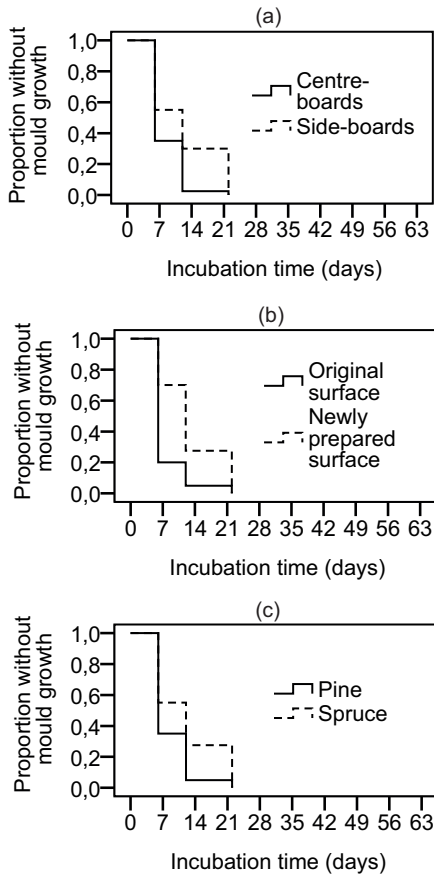 (a)
Proportion without
mould growth
1,0
0,8
0,6
0,4
0,2
0,0
Centre-
boards
Side-boards
0 7 14 21 28 35 42 49 56 63
Incubation time (days)
(b)
Proportion without
mould growth
1,0
0,8
0,6
0,4
0,2
0,0
Original
surface
Newly
prepared
surface
0 7 14 21 28 35 42 49 56 63
Incubation time (days)
(c)
Proportion without
mould growth
1,0
0,8
0,6
0,4
0,2
0,0
Pine
Spruce
0 7 14 21 28 35 42 49 56 63
Incubation time (days)